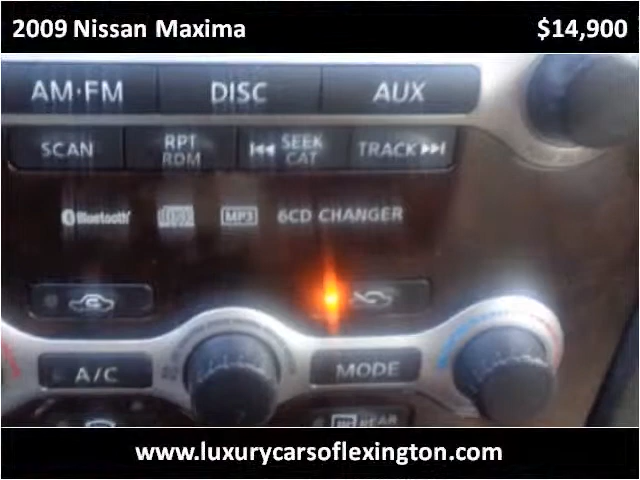 2009 Nissan Maxima $14,900
AM·FM DISC AUX
SCAN RPT RDM SEEK CAT TRACK
Bluetooth MP3 6CD CHANGER
A/C MODE
REAR
www.luxurycarsoflexington.com